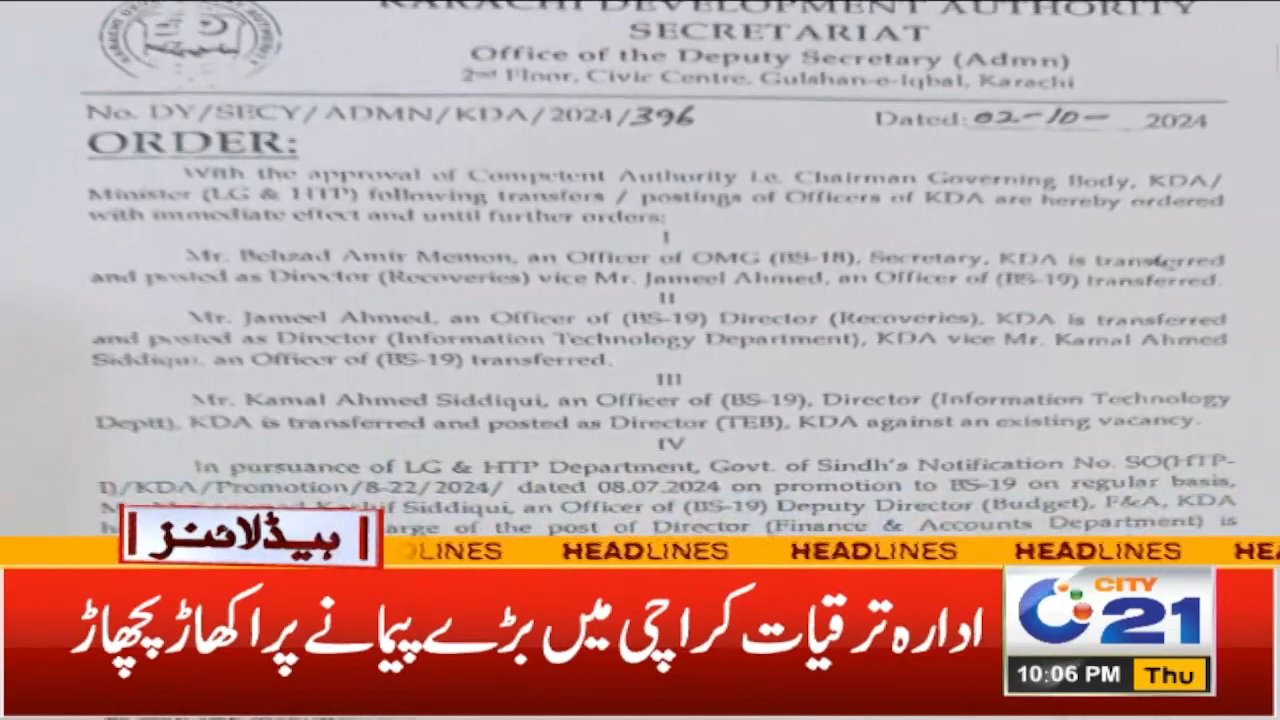 KARACHI DEVELOPMENT AUTHORITY
SECRETARIAT
Office of the Deputy Secretary (Admn)
2nd Floor, Civic Centre, Gulshan-e-Iqbal, Karachi
No. DY/SECY/ADMN/KDA/2024/396 Dated: 02-10- 2024
ORDER:
With the approval of Competent Authority i.e. Chairman Governing Body, KDA/
Minister (LG & HTP) following transfers / postings of Officers of KDA are hereby ordered
with immediate effect and until further orders:
I
Mr. Behzad Amir Memon, an Officer of OMG (BS-18), Secretary, KDA is transferred
and posted as Director (Recoveries) vice Mr. Jameel Ahmed, an Officer of (BS-19) transferred.
II
Mr. Jameel Ahmed, an Officer of (BS-19) Director (Recoveries), KDA is transferred
and posted as Director (Information Technology Department), KDA vice Mr. Kamal Ahmed
Siddiqui, an Officer of (BS-19) transferred.
III
Mr. Kamal Ahmed Siddiqui, an Officer of (BS-19), Director (Information Technology
Deptt), KDA is transferred and posted as Director (TEB), KDA against an existing vacancy.
IV
In pursuance of LG & HTP Department, Govt. of Sindh's Notification No. SO(HTP-
I)/KDA/Promotion/8-22/2024/ dated 08.07.2024 on promotion to BS-19 on regular basis,
Siddiqui, an Officer of (BS-19) Deputy Director (Budget), F&A, KDA
of the post of Director (Finance & Accounts Department) is
ہیڈلائنز
HEADLINES HEADLINES HEADLINES
ادارہ ترقیات کراچی میں بڑے پیمانے پر اکھاڑ پچھاڑ
CITY
21
10:06 PM Thu